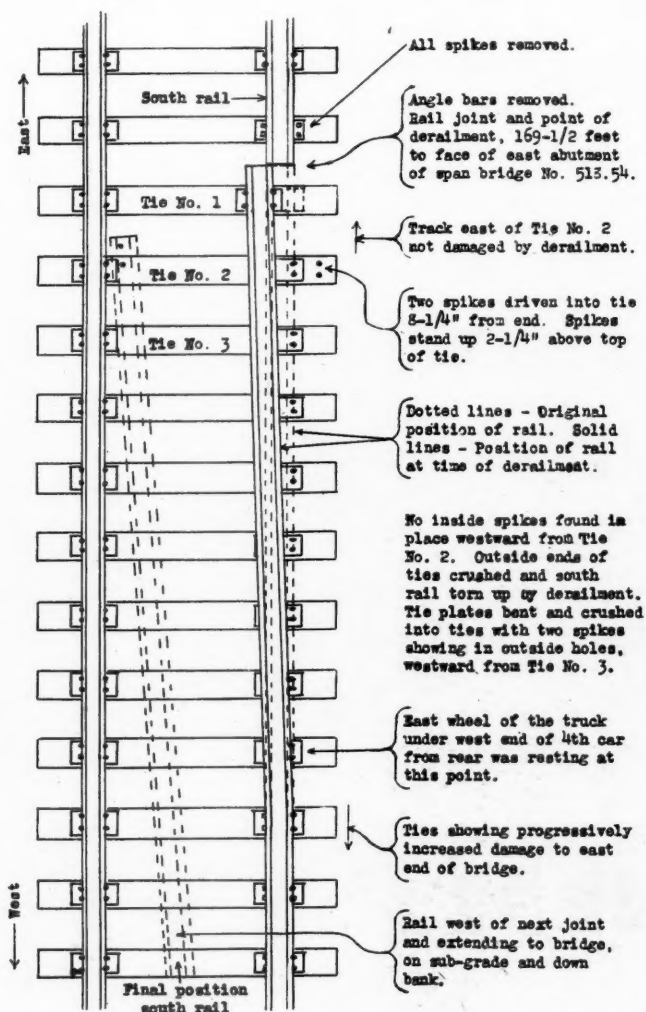 All spikes removed.
South rail
East
Angle bars removed.
Rail joint and point of
derailment, 169-1/2 feet
to face of east abutment
of span bridge No. 513.54.
Tie No. 1
Track east of Tie No. 2
not damaged by derailment.
Tie No. 2
Two spikes driven into tie
8-1/4" from end. Spikes
stand up 2-1/4" above top
of tie.
Tie No. 3
Dotted lines - Original
position of rail. Solid
lines - Position of rail
at time of derailment.
No inside spikes found in
place westward from Tie
No. 2. Outside ends of
ties crushed and south
rail torn up by derailment.
Tie plates bent and crushed
into ties with two spikes
showing in outside holes,
westward from Tie No. 3.
East wheel of the truck
under west end of 4th car
from rear was resting at
this point.
Ties showing progressively
increased damage to east
end of bridge.
West
Rail west of next joint
and extending to bridge,
on sub-grade and down
bank.
Final position
south rail